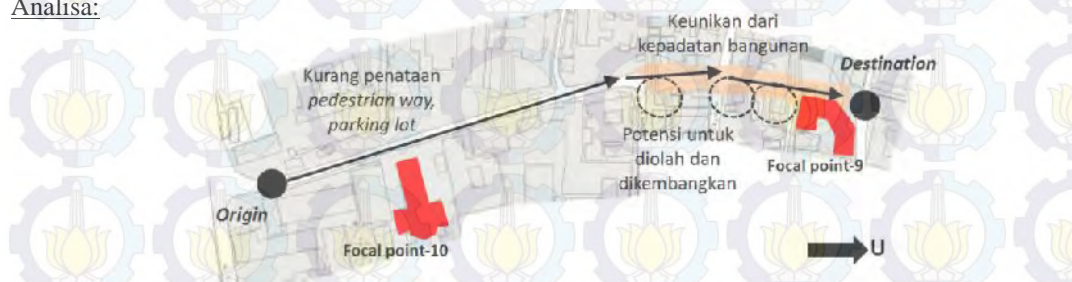 Analisa:
Keunikan dari
kepadatan bangunan
Destination
Kurang penataan
pedestrian way,
parking lot
Potensi untuk
diolah dan
dikembangkan
Focal point-9
Origin
Focal point-10
U